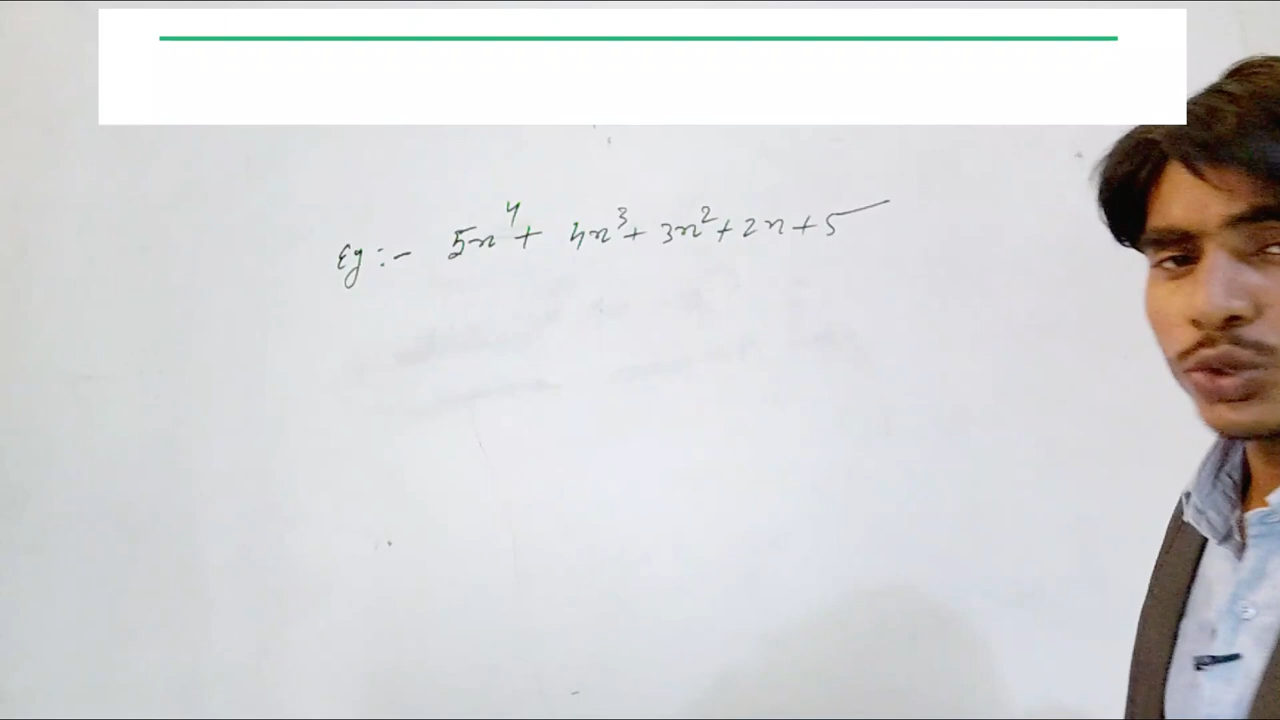 Eg :- 5x⁴ + 4x³ + 3x² + 2x + 5